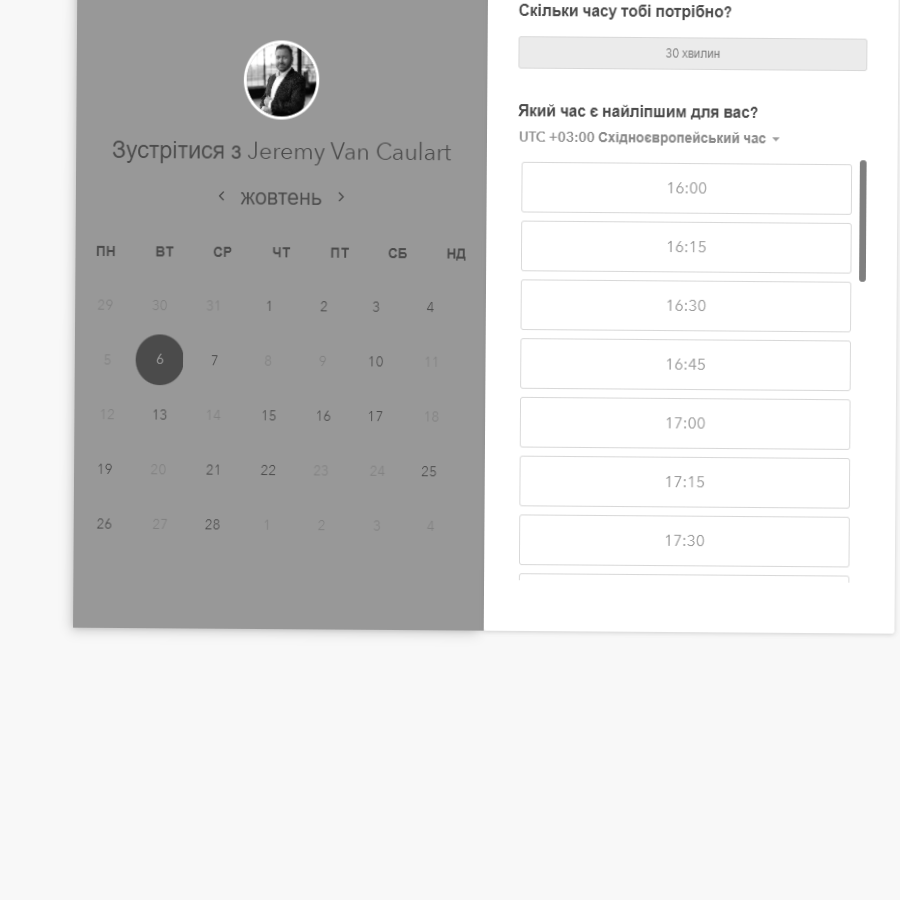 Зустрітися з Jeremy Van Caulart
жовтень
ПН ВТ СР ЧТ ПТ СБ НД
29 30 31 1 2 3 4
5 6 7 8 9 10 11
12 13 14 15 16 17 18
19 20 21 22 23 24 25
26 27 28 1 2 3 4
Скільки часу тобі потрібно?
30 хвилин
Який час є найліпшим для вас?
UTC +03:00 Східноєвропейський час
16:00
16:15
16:30
16:45
17:00
17:15
17:30